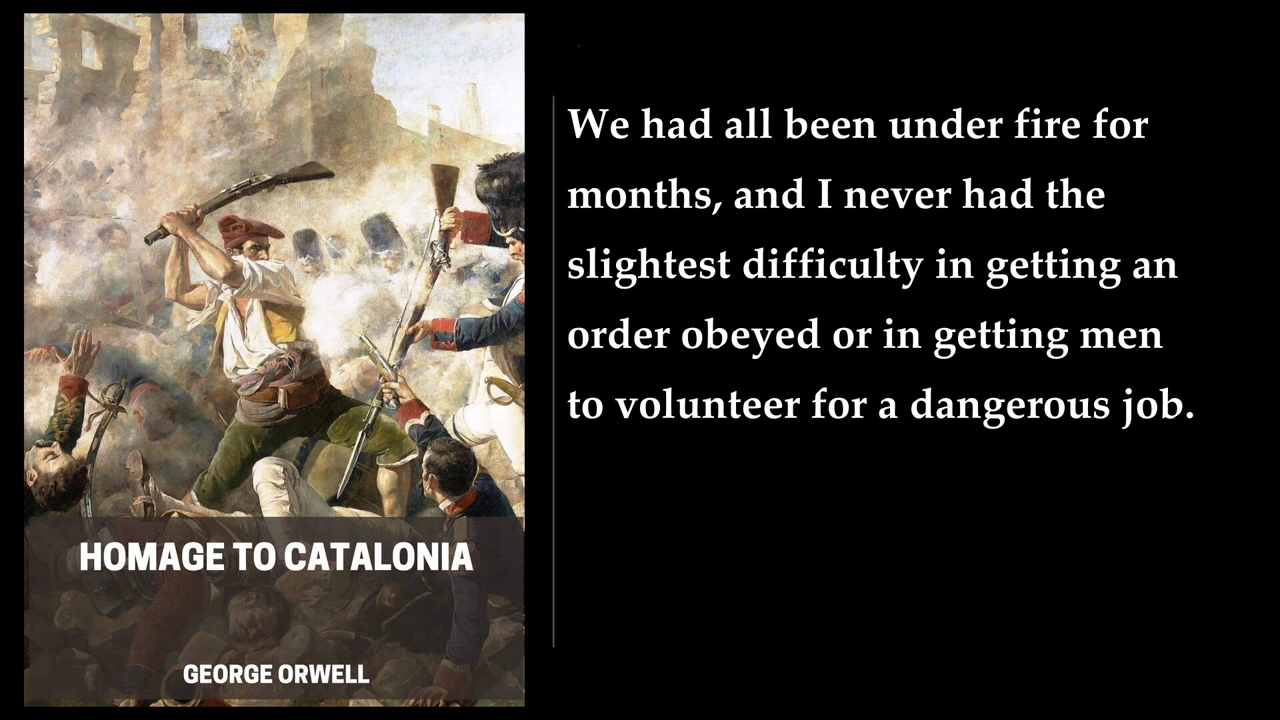 We had all been under fire for
months, and I never had the
slightest difficulty in getting an
order obeyed or in getting men
to volunteer for a dangerous job.
HOMAGE TO CATALONIA
GEORGE ORWELL